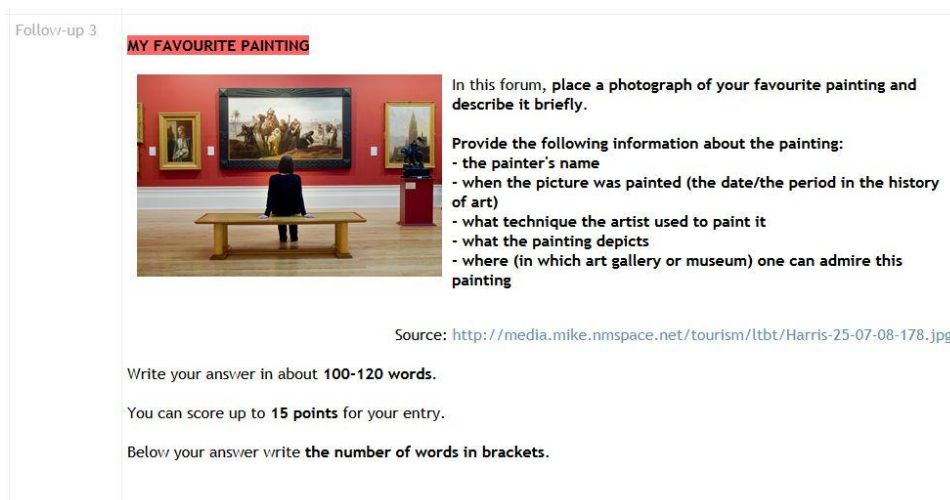 Follow-up 3
MY FAVOURITE PAINTING
In this forum, place a photograph of your favourite painting and
describe it briefly.
Provide the following information about the painting:
- the painter's name
- when the picture was painted (the date/the period in the history
of art)
- what technique the artist used to paint it
- what the painting depicts
- where (in which art gallery or museum) one can admire this
painting
Source: http://media.mike.nmspace.net/tourism/ltbt/Harris-25-07-08-178.jpg
Write your answer in about 100-120 words.
You can score up to 15 points for your entry.
Below your answer write the number of words in brackets.